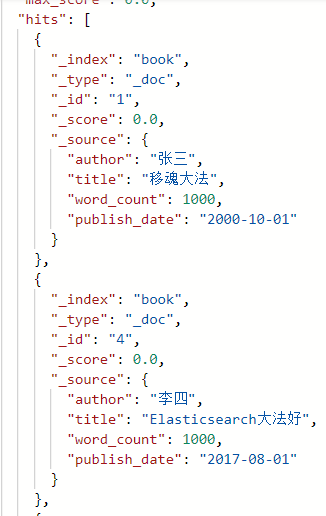 "max_score": 0.0,
"hits": [
{
"_index": "book",
"_type": "_doc",
"_id": "1",
"_score": 0.0,
"_source": {
"author": "张三",
"title": "移魂大法",
"word_count": 1000,
"publish_date": "2000-10-01"
}
},
{
"_index": "book",
"_type": "_doc",
"_id": "4",
"_score": 0.0,
"_source": {
"author": "李四",
"title": "Elasticsearch大法好",
"word_count": 1000,
"publish_date": "2017-08-01"
}
},
{